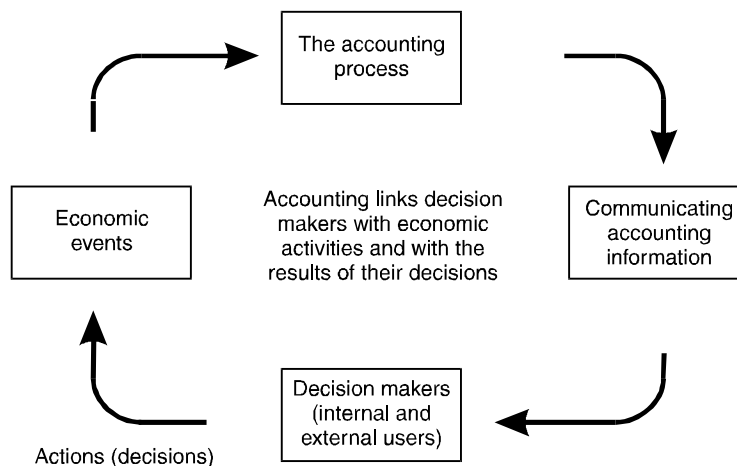 The accounting
process
Economic
events
Accounting links decision
makers with economic
activities and with the
results of their decisions
Communicating
accounting
information
Decision makers
(internal and
external users)
Actions (decisions)